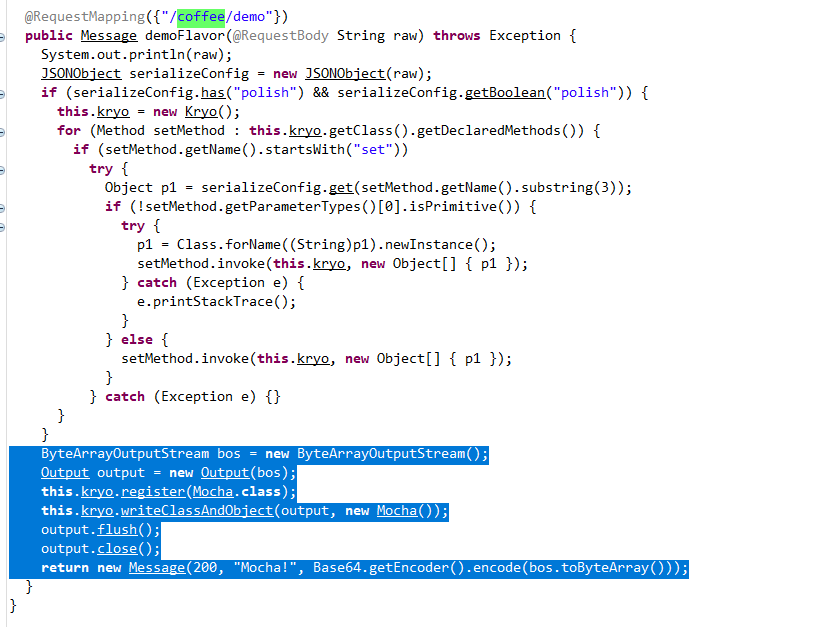 @RequestMapping({"/coffee/demo"})
public Message demoFlavor(@RequestBody String raw) throws Exception {
System.out.println(raw);
JSONObject serializeConfig = new JSONObject(raw);
if (serializeConfig.has("polish") && serializeConfig.getBoolean("polish")) {
this.kryo = new Kryo();
for (Method setMethod : this.kryo.getClass().getDeclaredMethods()) {
if (setMethod.getName().startsWith("set"))
try {
Object p1 = serializeConfig.get(setMethod.getName().substring(3));
if (!setMethod.getParameterTypes()[0].isPrimitive()) {
try {
p1 = Class.forName((String)p1).newInstance();
setMethod.invoke(this.kryo, new Object[] { p1 });
} catch (Exception e) {
e.printStackTrace();
}
} else {
setMethod.invoke(this.kryo, new Object[] { p1 });
}
} catch (Exception e) {}
}
}
ByteArrayOutputStream bos = new ByteArrayOutputStream();
Output output = new Output(bos);
this.kryo.register(Mocha.class);
this.kryo.writeClassAndObject(output, new Mocha());
output.flush();
output.close();
return new Message(200, "Mocha!", Base64.getEncoder().encode(bos.toByteArray()));
}
}